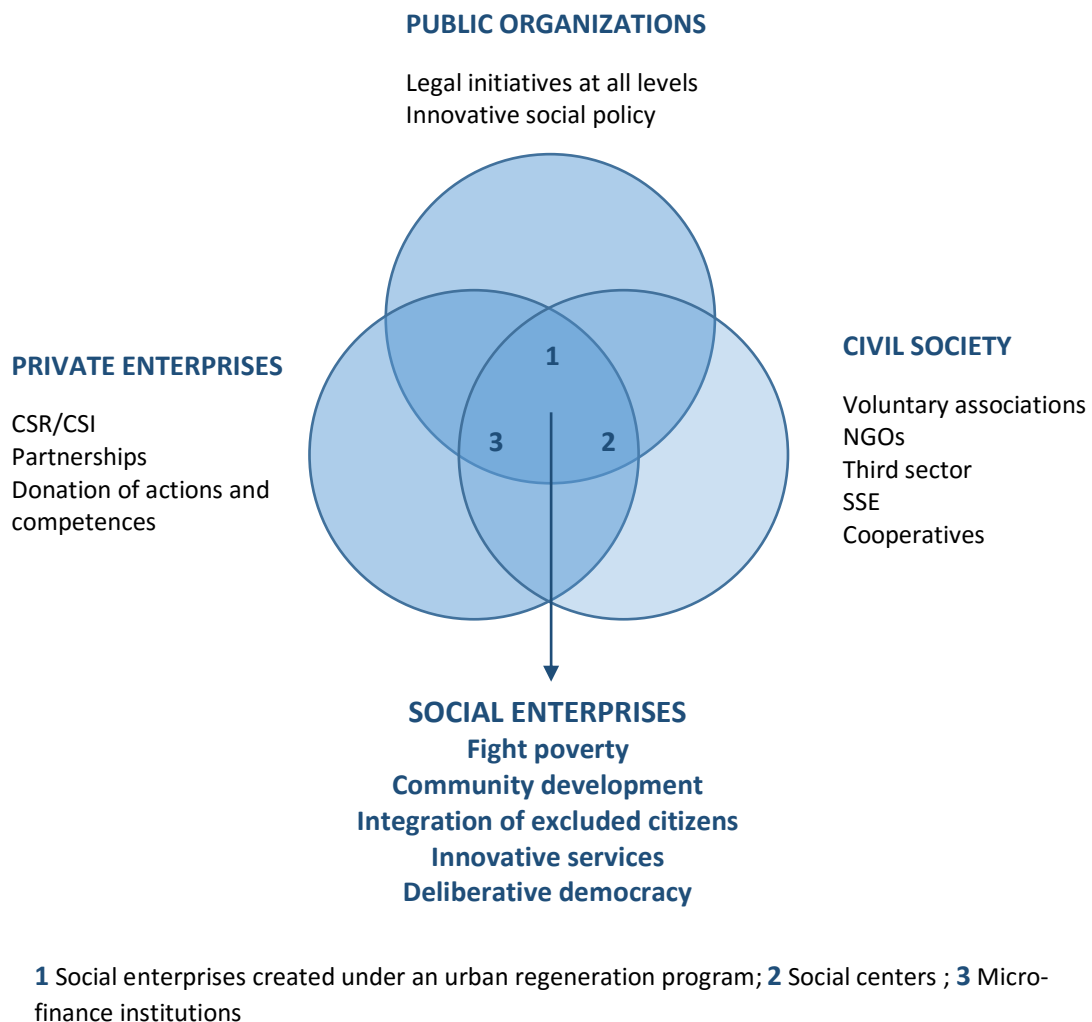 PUBLIC ORGANIZATIONS
Legal initiatives at all levels
Innovative social policy
PRIVATE ENTERPRISES
CSR/CSI
Partnerships
Donation of actions and
competences
1
3
2
CIVIL SOCIETY
Voluntary associations
NGOs
Third sector
SSE
Cooperatives
SOCIAL ENTERPRISES
Fight poverty
Community development
Integration of excluded citizens
Innovative services
Deliberative democracy
1 Social enterprises created under an urban regeneration program; 2 Social centers ; 3 Micro-
finance institutions